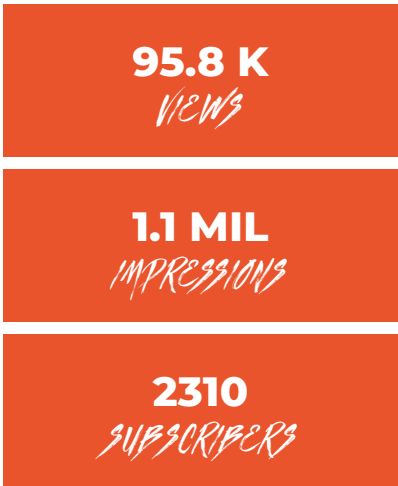 95.8 K
VIEWS
1.1 MIL
IMPRESSIONS
2310
SUBSCRIBERS